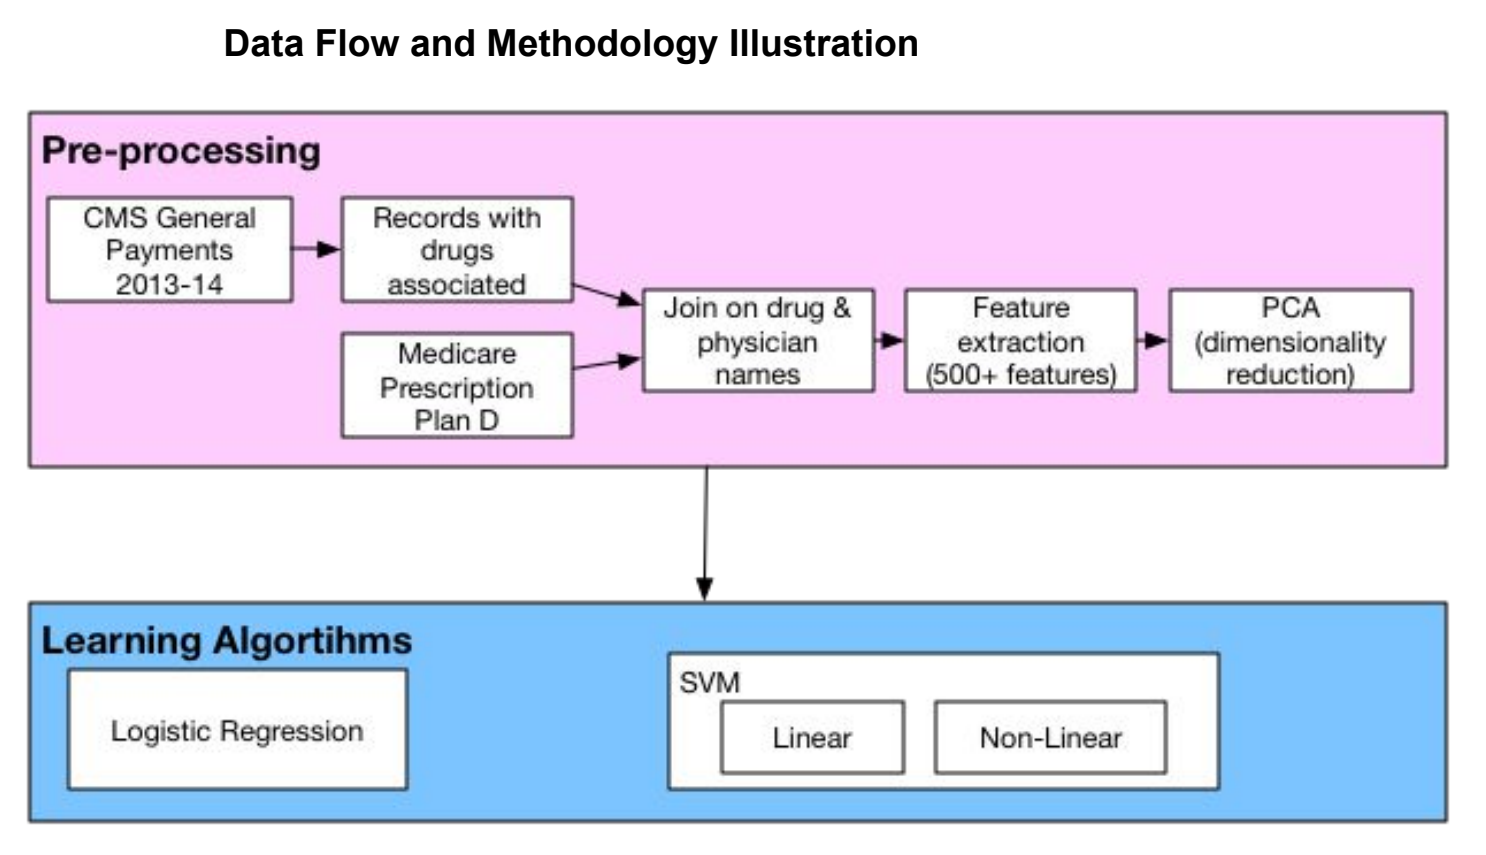 Data Flow and Methodology Illustration
Pre-processing
CMS General
Payments
2013-14
Records with
drugs
associated
Medicare
Prescription
Plan D
Join on drug &
physician
names
Feature
extraction
(500+ features)
PCA
(dimensionality
reduction)
Learning Algortihms
Logistic Regression
SVM
Linear
Non-Linear